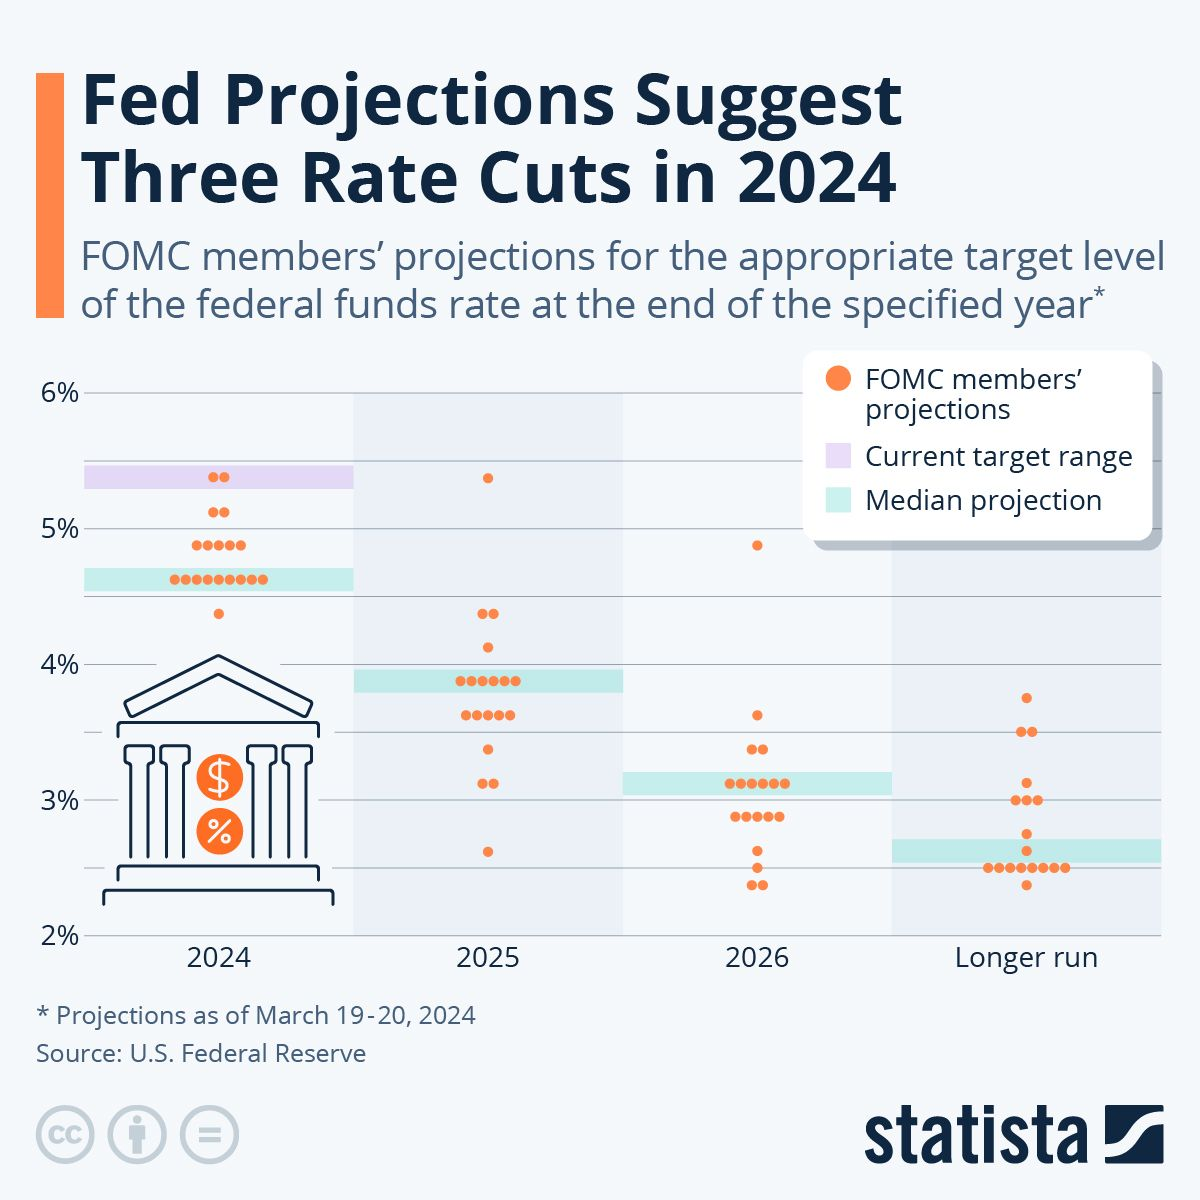 Fed Projections Suggest
Three Rate Cuts in 2024
FOMC members’ projections for the appropriate target level
of the federal funds rate at the end of the specified year*
FOMC members’
projections
Current target range
Median projection
6%
5%
4%
3%
2%
$
%
2024
2025
2026
Longer run
* Projections as of March 19-20, 2024
Source: U.S. Federal Reserve
cc
=
statista